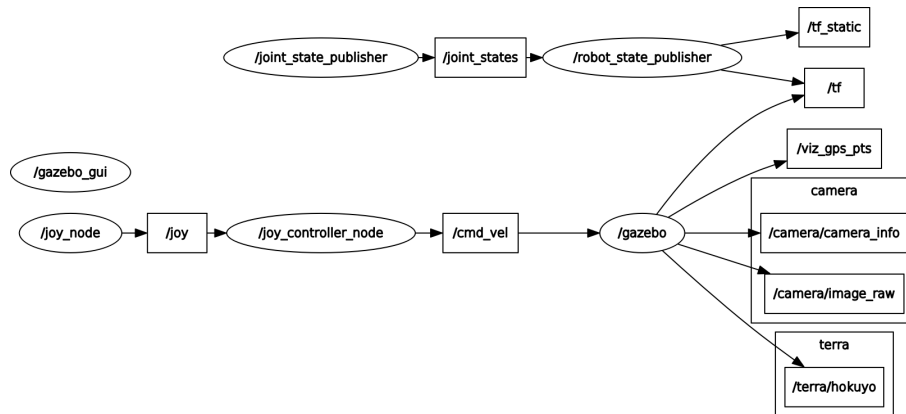 /tf_static
/joint_state_publisher
/joint_states
/robot_state_publisher
/tf
/viz_gps_pts
/gazebo_gui
camera
/joy_node
/joy
/joy_controller_node
/cmd_vel
/gazebo
/camera/camera_info
/camera/image_raw
terra
/terra/hokuyo